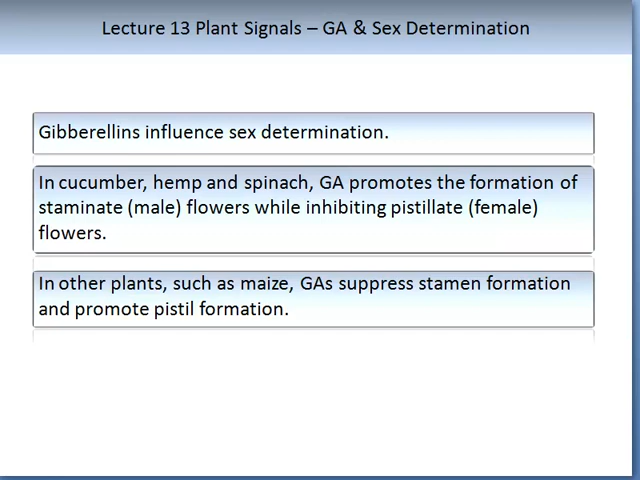 Lecture 13 Plant Signals – GA & Sex Determination
Gibberellins influence sex determination.
In cucumber, hemp and spinach, GA promotes the formation of
staminate (male) flowers while inhibiting pistillate (female)
flowers.
In other plants, such as maize, GAs suppress stamen formation
and promote pistil formation.